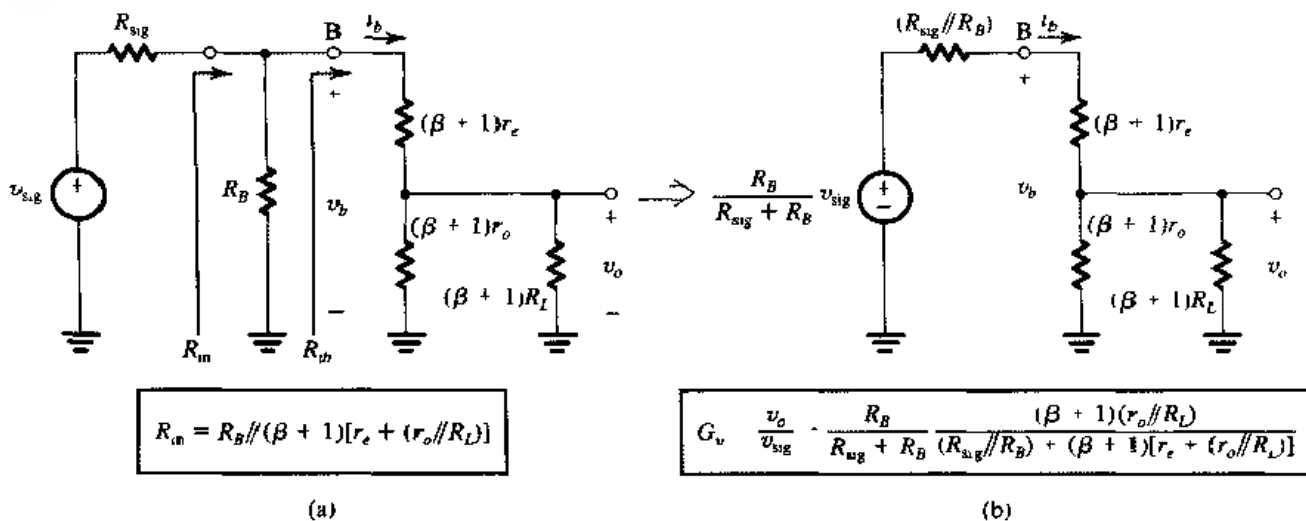 R_sig
B
i_b
(β + 1)r_e
v_sig
+
R_B
+
v_b
−
(β + 1)r_o
(β + 1)R_L
+
v_o
−
R_in
R_ib
(R_sig//R_B)
B
i_b
+
(β + 1)r_e
R_B / (R_sig + R_B) v_sig
+
−
v_b
(β + 1)r_o
(β + 1)R_L
+
v_o
R_in = R_B//(β + 1)[r_e + (r_o//R_L)]
G_v v_o / v_sig - R_B / (R_sig + R_B) (β + 1)(r_o//R_L) / ((R_sig//R_B) + (β + 1)[r_e + (r_o//R_L)])
(a)
(b)